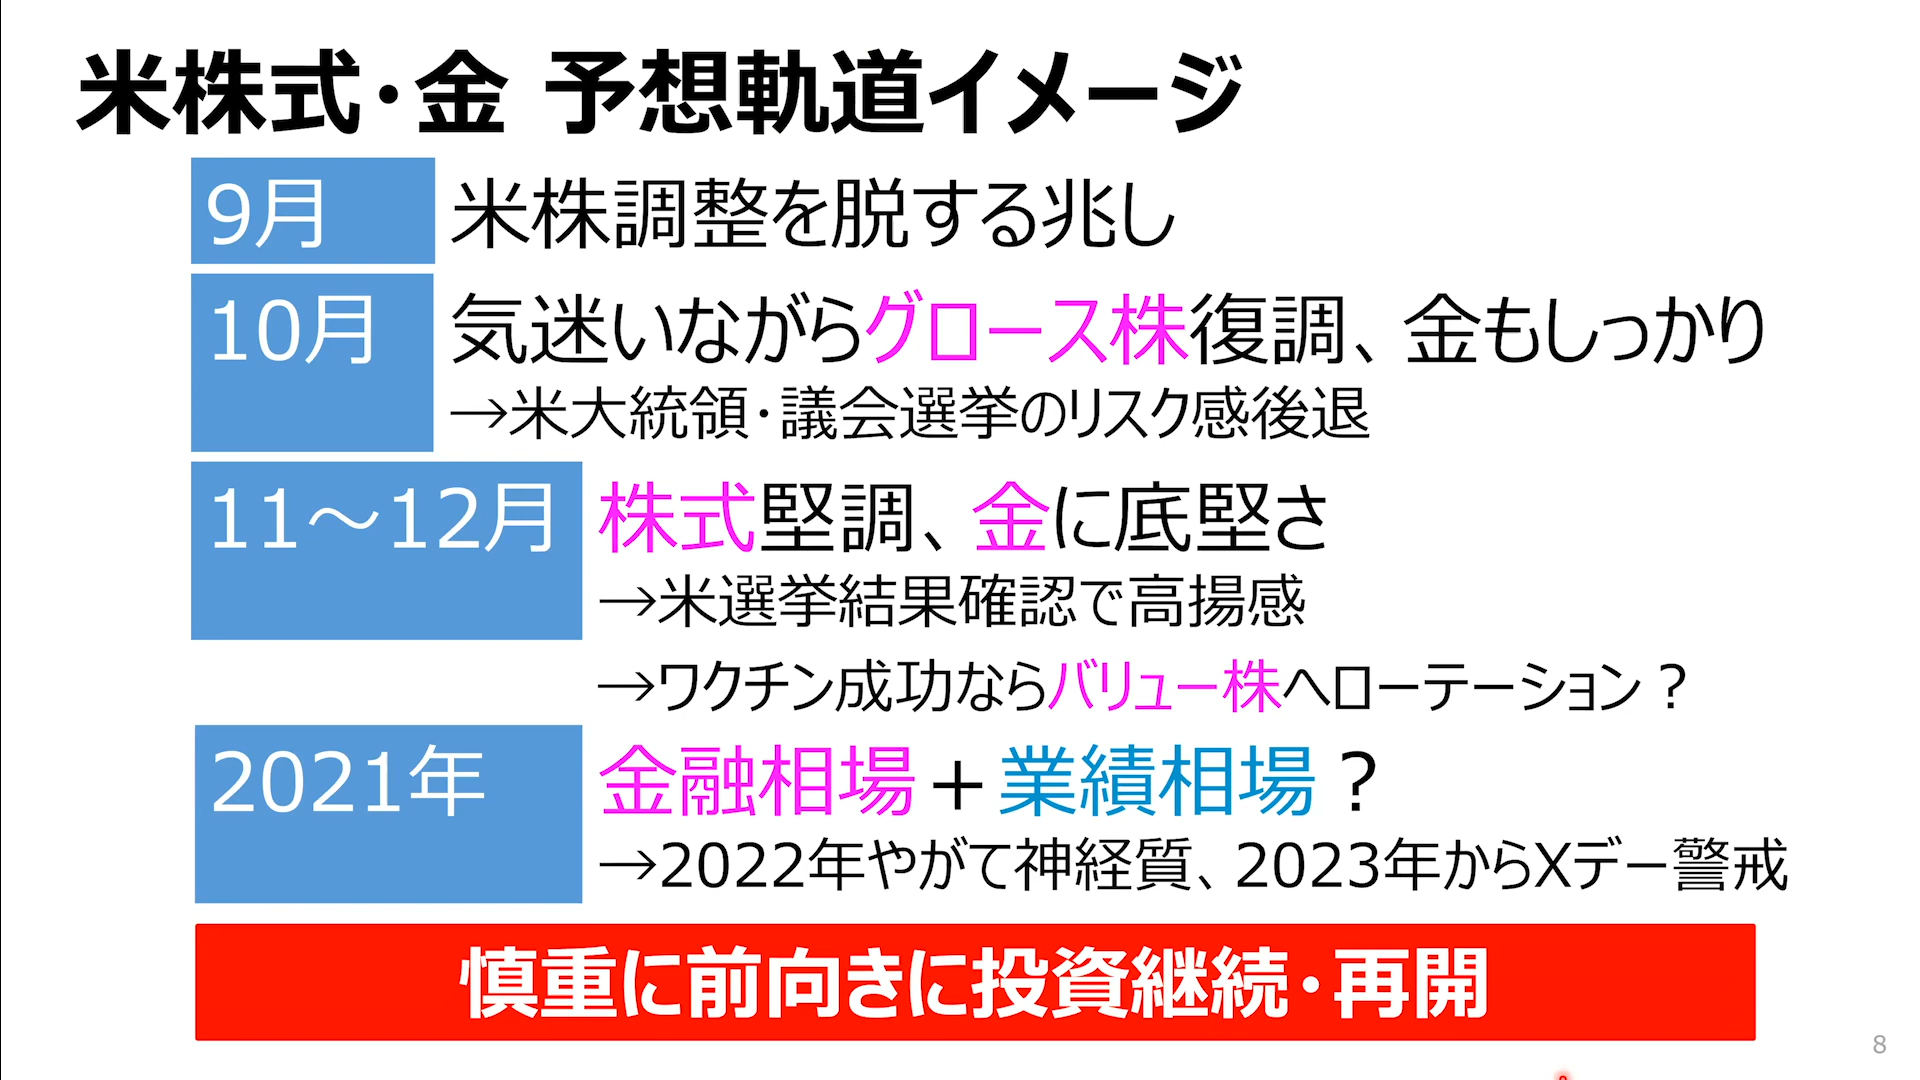 米株式・金 予想軌道イメージ
9月 米株調整を脱する兆し
10月 気迷いながらグロース株復調、金もしっかり
→米大統領・議会選挙のリスク感後退
11～12月 株式堅調、金に底堅さ
→米選挙結果確認で高揚感
→ワクチン成功ならバリュー株へローテーション？
2021年 金融相場＋業績相場？
→2022年やがて神経質、2023年からXデー警戒
慎重に前向きに投資継続・再開
8